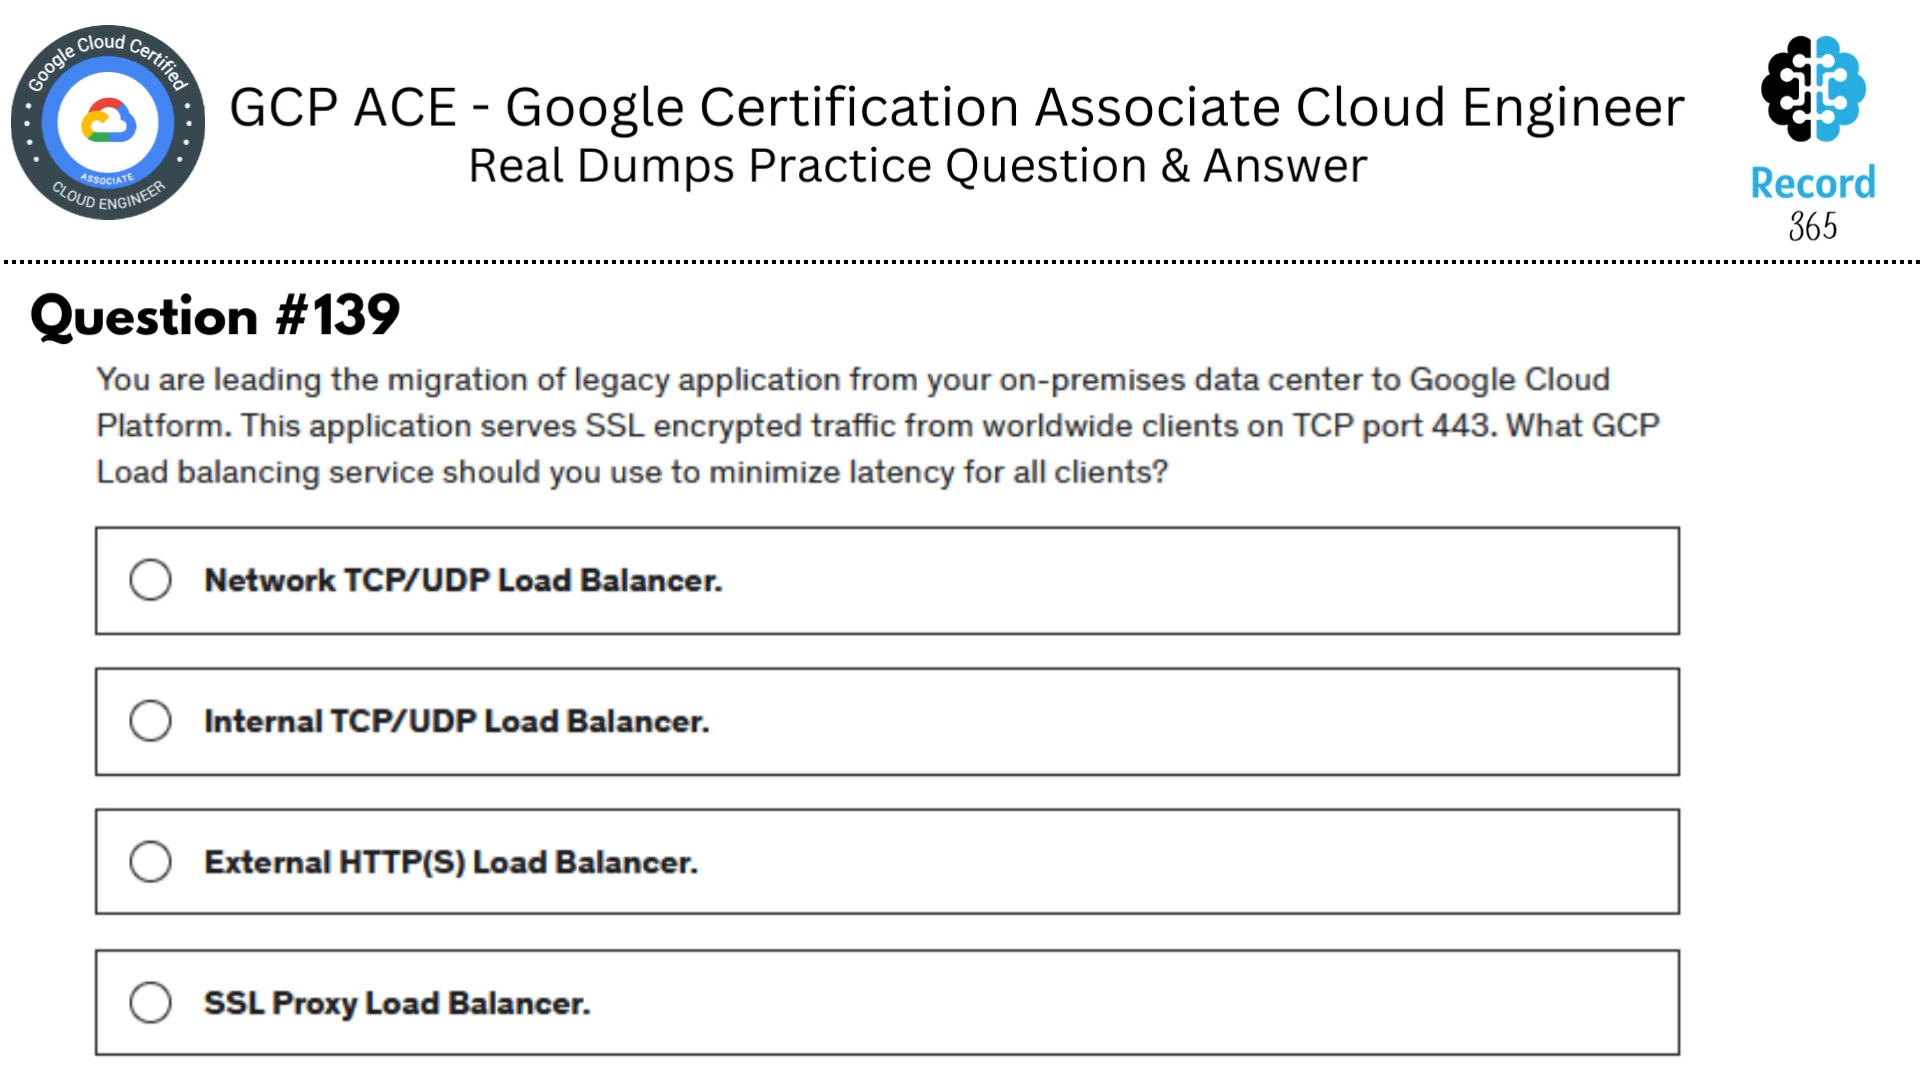 Google Cloud Certified
ASSOCIATE
CLOUD ENGINEER
GCP ACE - Google Certification Associate Cloud Engineer
Real Dumps Practice Question & Answer
Record
365
Question #139
You are leading the migration of legacy application from your on-premises data center to Google Cloud
Platform. This application serves SSL encrypted traffic from worldwide clients on TCP port 443. What GCP
Load balancing service should you use to minimize latency for all clients?
Network TCP/UDP Load Balancer.
Internal TCP/UDP Load Balancer.
External HTTP(S) Load Balancer.
SSL Proxy Load Balancer.